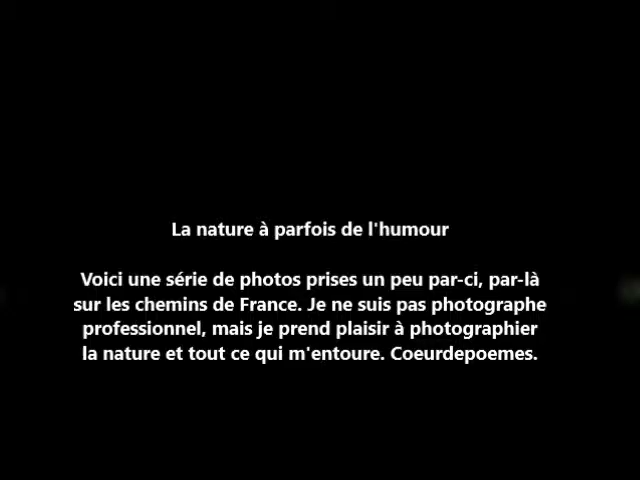 La nature à parfois de l'humour
Voici une série de photos prises un peu par-ci, par-là
sur les chemins de France. Je ne suis pas photographe
professionnel, mais je prend plaisir à photographier
la nature et tout ce qui m'entoure. Coeurdepoemes.